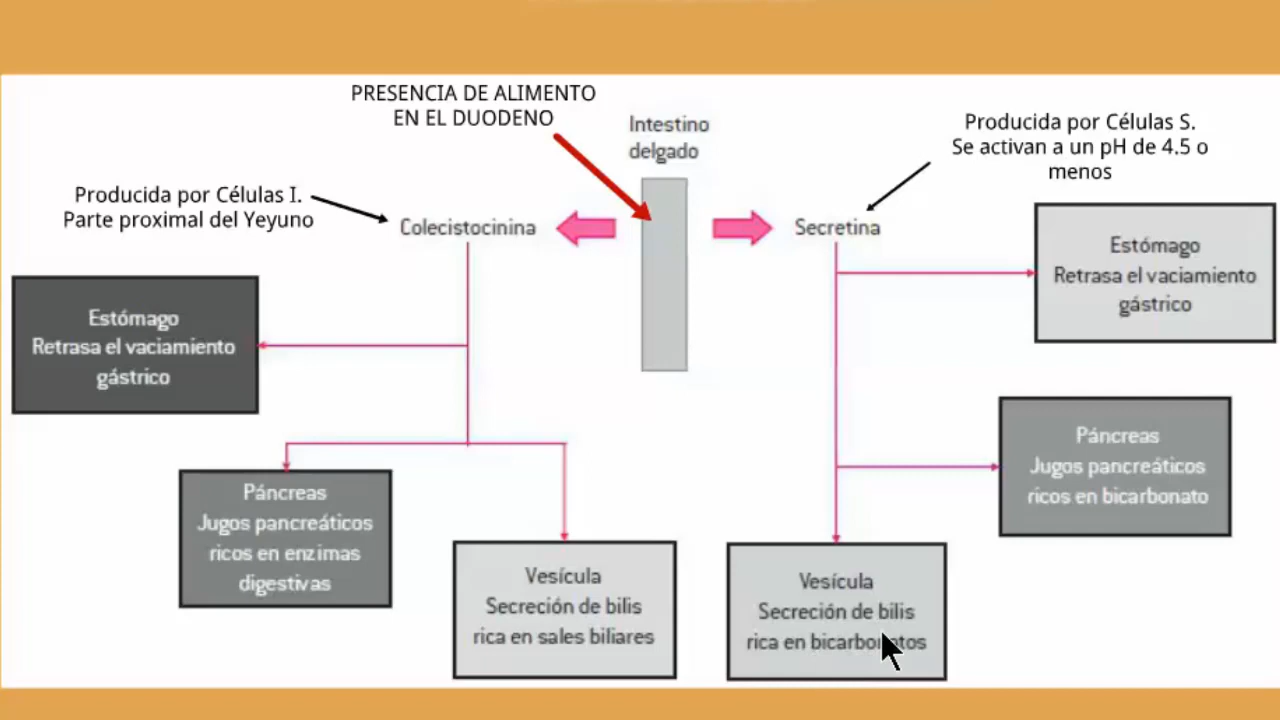 PRESENCIA DE ALIMENTO
EN EL DUODENO
Intestino
delgado
Producida por Células S.
Se activan a un pH de 4.5 o
menos
Producida por Células I.
Parte proximal del Yeyuno
Colecistocinina
Secretina
Estómago
Retrasa el vaciamiento
gástrico
Estómago
Retrasa el vaciamiento
gástrico
Páncreas
Jugos pancreáticos
ricos en enzimas
digestivas
Vesícula
Secreción de bilis
rica en sales biliares
Vesícula
Secreción de bilis
rica en bicarbonatos
Páncreas
Jugos pancreáticos
ricos en bicarbonato